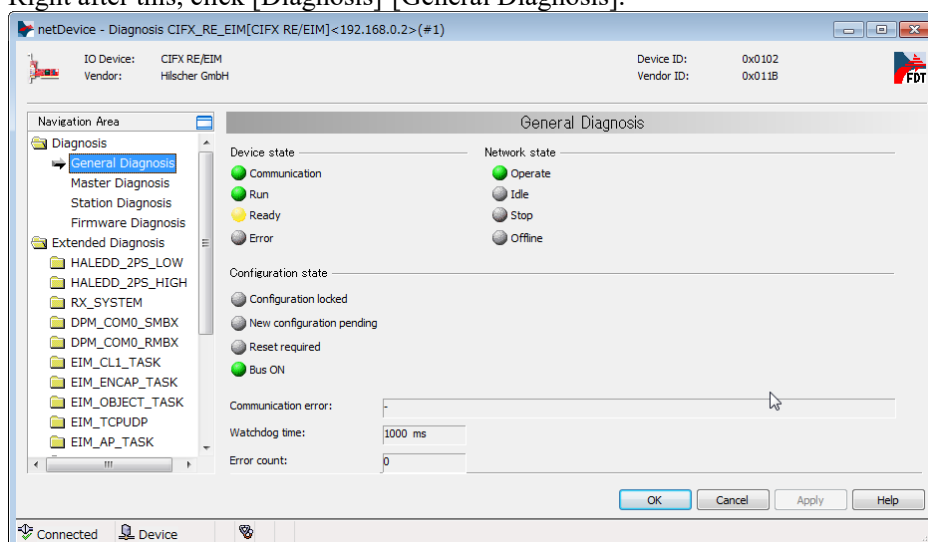 Right after this, click [Diagnosis]-[General Diagnosis].
netDevice - Diagnosis CIFX_RE_EIM[CIFX RE/EIM]<192.168.0.2>(#1)
IO Device: CIFX RE/EIM Device ID: 0x0102
Vendor: Hilscher GmbH Vendor ID: 0x011B
FDT
Navigation Area
General Diagnosis
Diagnosis
General Diagnosis
Master Diagnosis
Station Diagnosis
Firmware Diagnosis
Extended Diagnosis
HALEDD_2PS_LOW
HALEDD_2PS_HIGH
RX_SYSTEM
DPM_COM0_SMBX
DPM_COM0_RMBX
EIM_CL1_TASK
EIM_ENCAP_TASK
EIM_OBJECT_TASK
EIM_TCPUDP
EIM_AP_TASK
Device state
Communication
Run
Ready
Error
Network state
Operate
Idle
Stop
Offline
Configuration state
Configuration locked
New configuration pending
Reset required
Bus ON
Communication error: -
Watchdog time: 1000 ms
Error count: 0
OK Cancel Apply Help
Connected Device